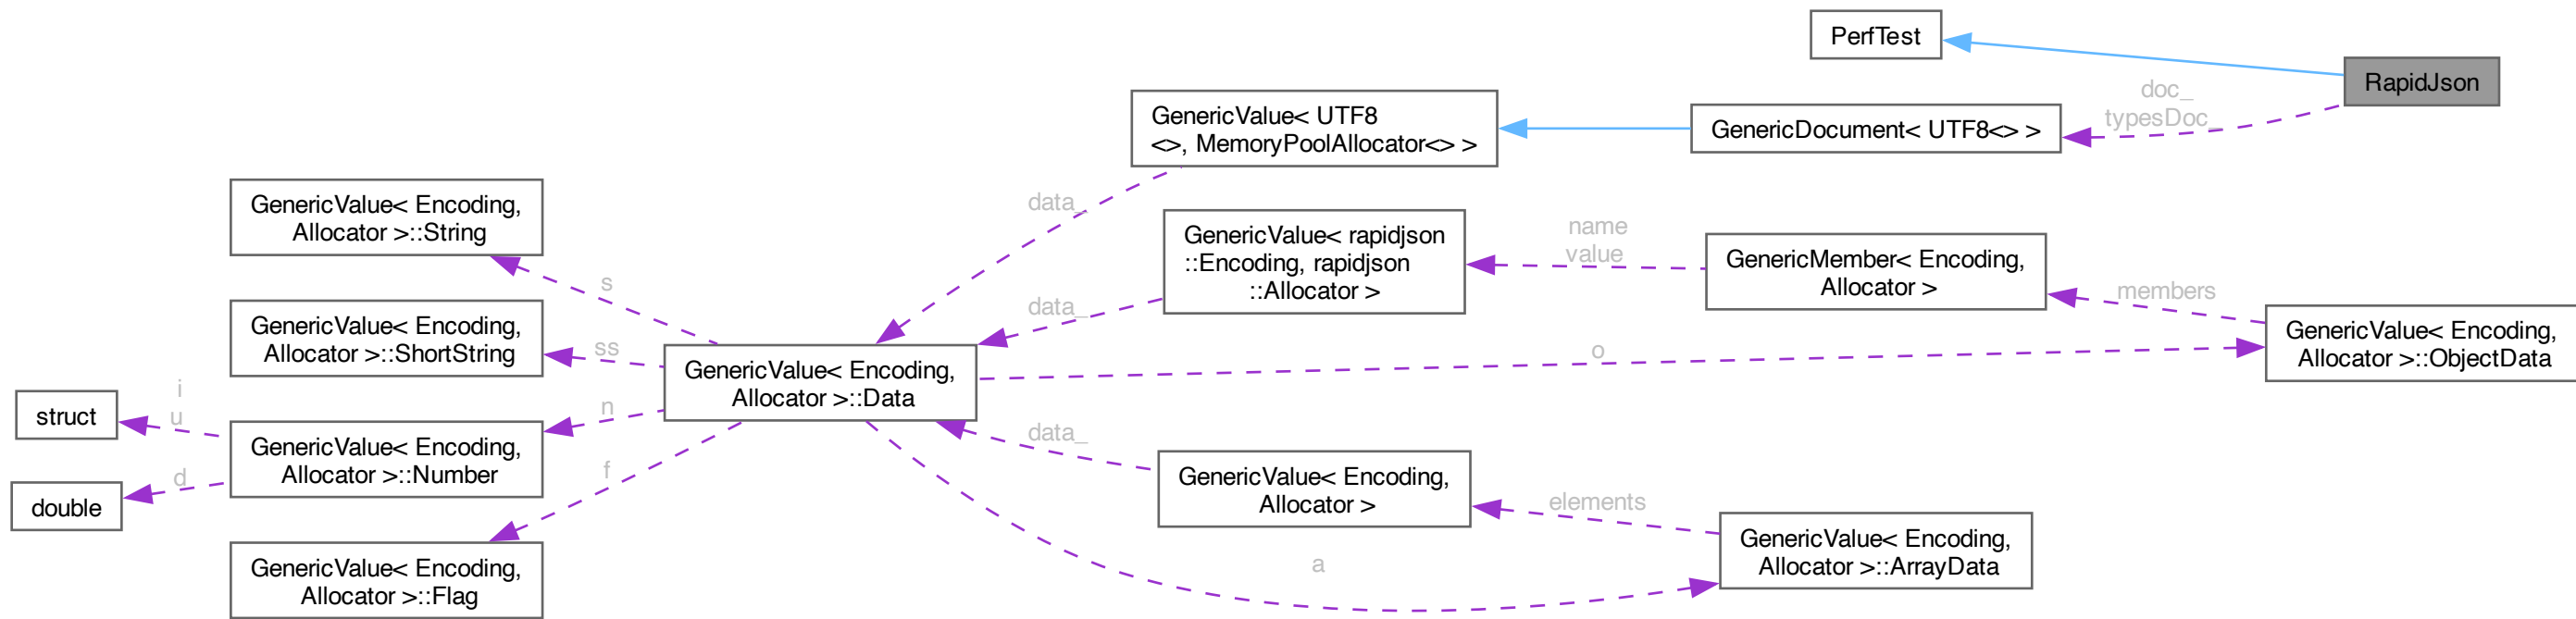 PerfTest
RapidJson
doc_
typesDoc_
GenericValue< UTF8
<>, MemoryPoolAllocator<> >
GenericDocument< UTF8<> >
data_
GenericValue< Encoding,
Allocator >::String
GenericValue< rapidjson
::Encoding, rapidjson
::Allocator >
name
value
GenericMember< Encoding,
Allocator >
members
s
data_
GenericValue< Encoding,
Allocator >::ShortString
ss
GenericValue< Encoding,
Allocator >::Data
o
GenericValue< Encoding,
Allocator >::ObjectData
struct
i
u
n
GenericValue< Encoding,
Allocator >::Number
data_
GenericValue< Encoding,
Allocator >
double
d
f
elements
GenericValue< Encoding,
Allocator >::ArrayData
a
GenericValue< Encoding,
Allocator >::Flag